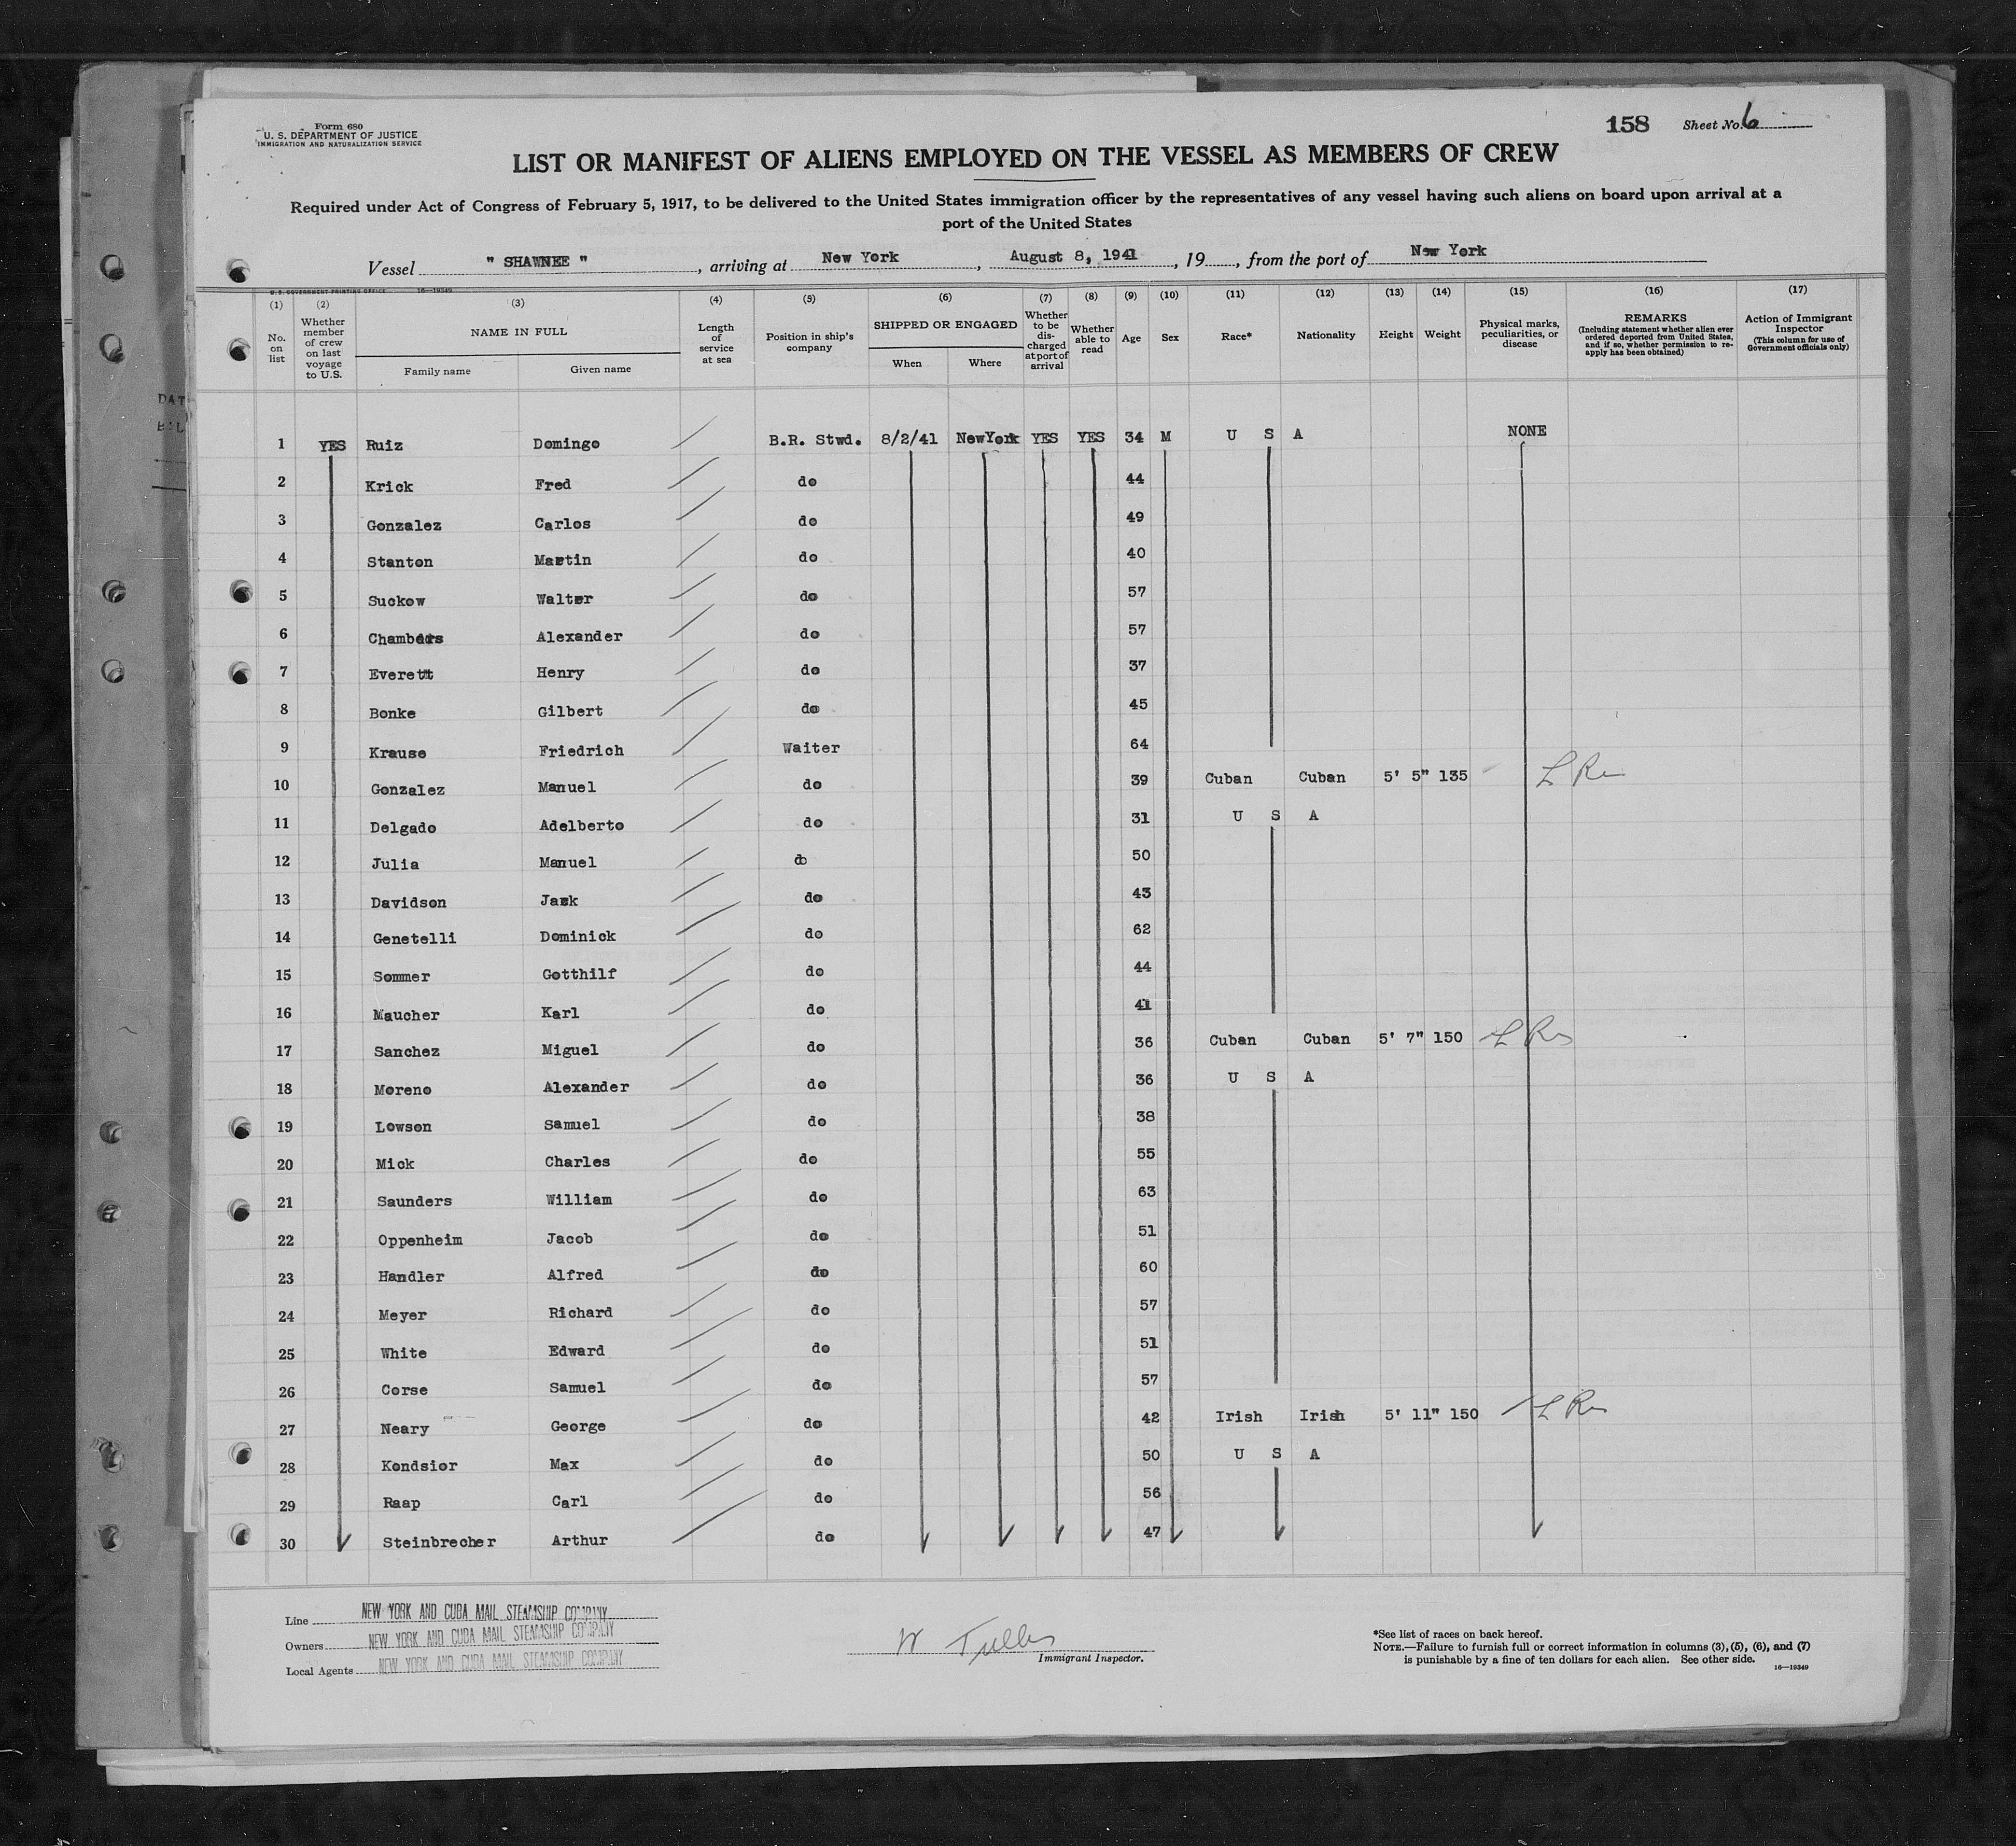 Form 680
U. S. DEPARTMENT OF JUSTICE
IMMIGRATION AND NATURALIZATION SERVICE
158 Sheet No. 6
LIST OR MANIFEST OF ALIENS EMPLOYED ON THE VESSEL AS MEMBERS OF CREW
Required under Act of Congress of February 5, 1917, to be delivered to the United States immigration officer by the representatives of any vessel having such aliens on board upon arrival at a
port of the United States
Vessel " SHAWNEE ", arriving at New York, August 8, 1941, 19, from the port of New York
U. S. GOVERNMENT PRINTING OFFICE 16—19349
(1) (2) (3) (4) (5) (6) (7) (8) (9) (10) (11) (12) (13) (14) (15) (16) (17)
No. on list
Whether member of crew on last voyage to U.S.
NAME IN FULL
Family name Given name
Length of service at sea
Position in ship's company
SHIPPED OR ENGAGED
When Where
Whether to be discharged at port of arrival
Whether able to read
Age
Sex
Race*
Nationality
Height
Weight
Physical marks, peculiarities, or disease
REMARKS
(Including statement whether alien ever ordered deported from United States, and if so, whether permission to re-apply has been obtained)
Action of Immigrant Inspector
(This column for use of Government officials only)
1 YES Ruiz Domingo B.R. Stwd. 8/2/41 NewYork YES YES 34 M U S A NONE
2 Krick Fred do 44
3 Gonzalez Carlos do 49
4 Stanton Martin do 40
5 Suckow Walter do 57
6 Chambers Alexander do 57
7 Everett Henry do 37
8 Bonke Gilbert do 45
9 Krause Friedrich Waiter 64
10 Gonzalez Manuel do 39 Cuban Cuban 5' 5" 135 L Re
11 Delgado Adelberto do 31 U S A
12 Julia Manuel do 50
13 Davidson Jack do 43
14 Genetelli Dominick do 62
15 Sommer Gotthilf do 44
16 Maucher Karl do 41
17 Sanchez Miguel do 36 Cuban Cuban 5' 7" 150 L Res
18 Moreno Alexander do 36 U S A
19 Lowson Samuel do 38
20 Mick Charles do 55
21 Saunders William do 63
22 Oppenheim Jacob do 51
23 Handler Alfred do 60
24 Meyer Richard do 57
25 White Edward do 51
26 Corse Samuel do 57
27 Neary George do 42 Irish Irish 5' 11" 150 L Res
28 Kondsior Max do 50 U S A
29 Raap Carl do 56
30 Steinbrecher Arthur do 47
Line NEW YORK AND CUBA MAIL STEAMSHIP COMPANY
Owners NEW YORK AND CUBA MAIL STEAMSHIP COMPANY
Local Agents NEW YORK AND CUBA MAIL STEAMSHIP COMPANY
W
Immigrant Inspector.
*See list of races on back hereof.
NOTE.—Failure to furnish full or correct information in columns (3), (5), (6), and (7)
is punishable by a fine of ten dollars for each alien. See other side.
16—19349